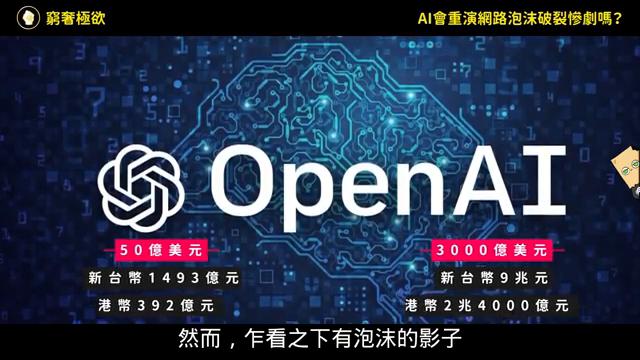 窮奢極欲
AI會重演網路泡沫破裂慘劇嗎?
OpenAI
50億美元
新台幣1493億元
港幣392億元
3000億美元
新台幣9兆元
港幣2兆4000億元
然而，乍看之下有泡沫的影子